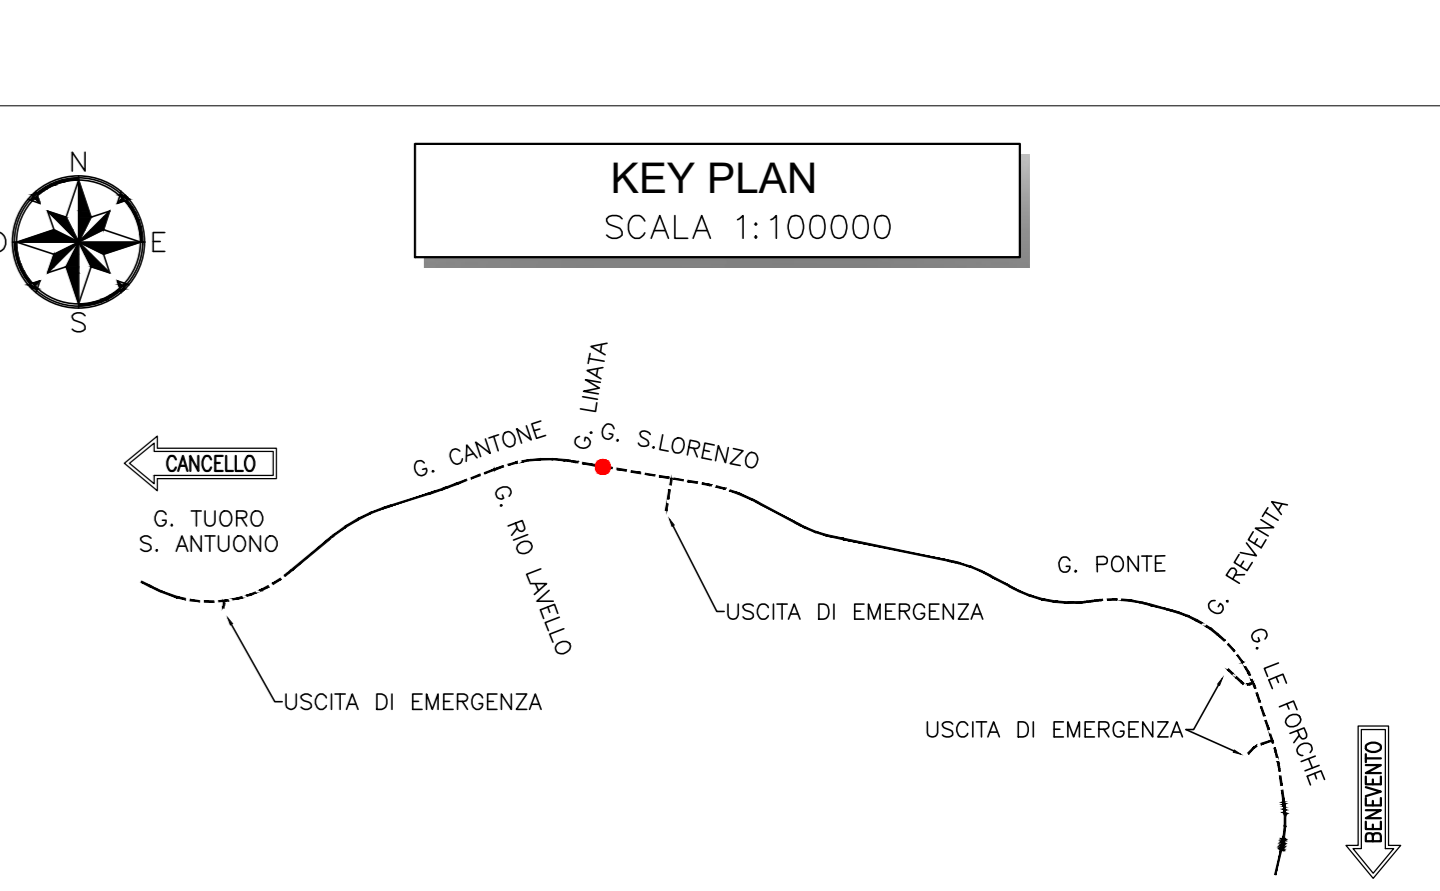 KEY PLAN
SCALA 1:100000
N
O
E
S
CANCELLO
G. TUORO
S. ANTUONO
G. CANTONE
G. LIMATA
G. S.LORENZO
G. RIO LAVELLO
USCITA DI EMERGENZA
USCITA DI EMERGENZA
G. PONTE
G. REVENTA
G. LE FORCHE
USCITA DI EMERGENZA
BENEVENTO